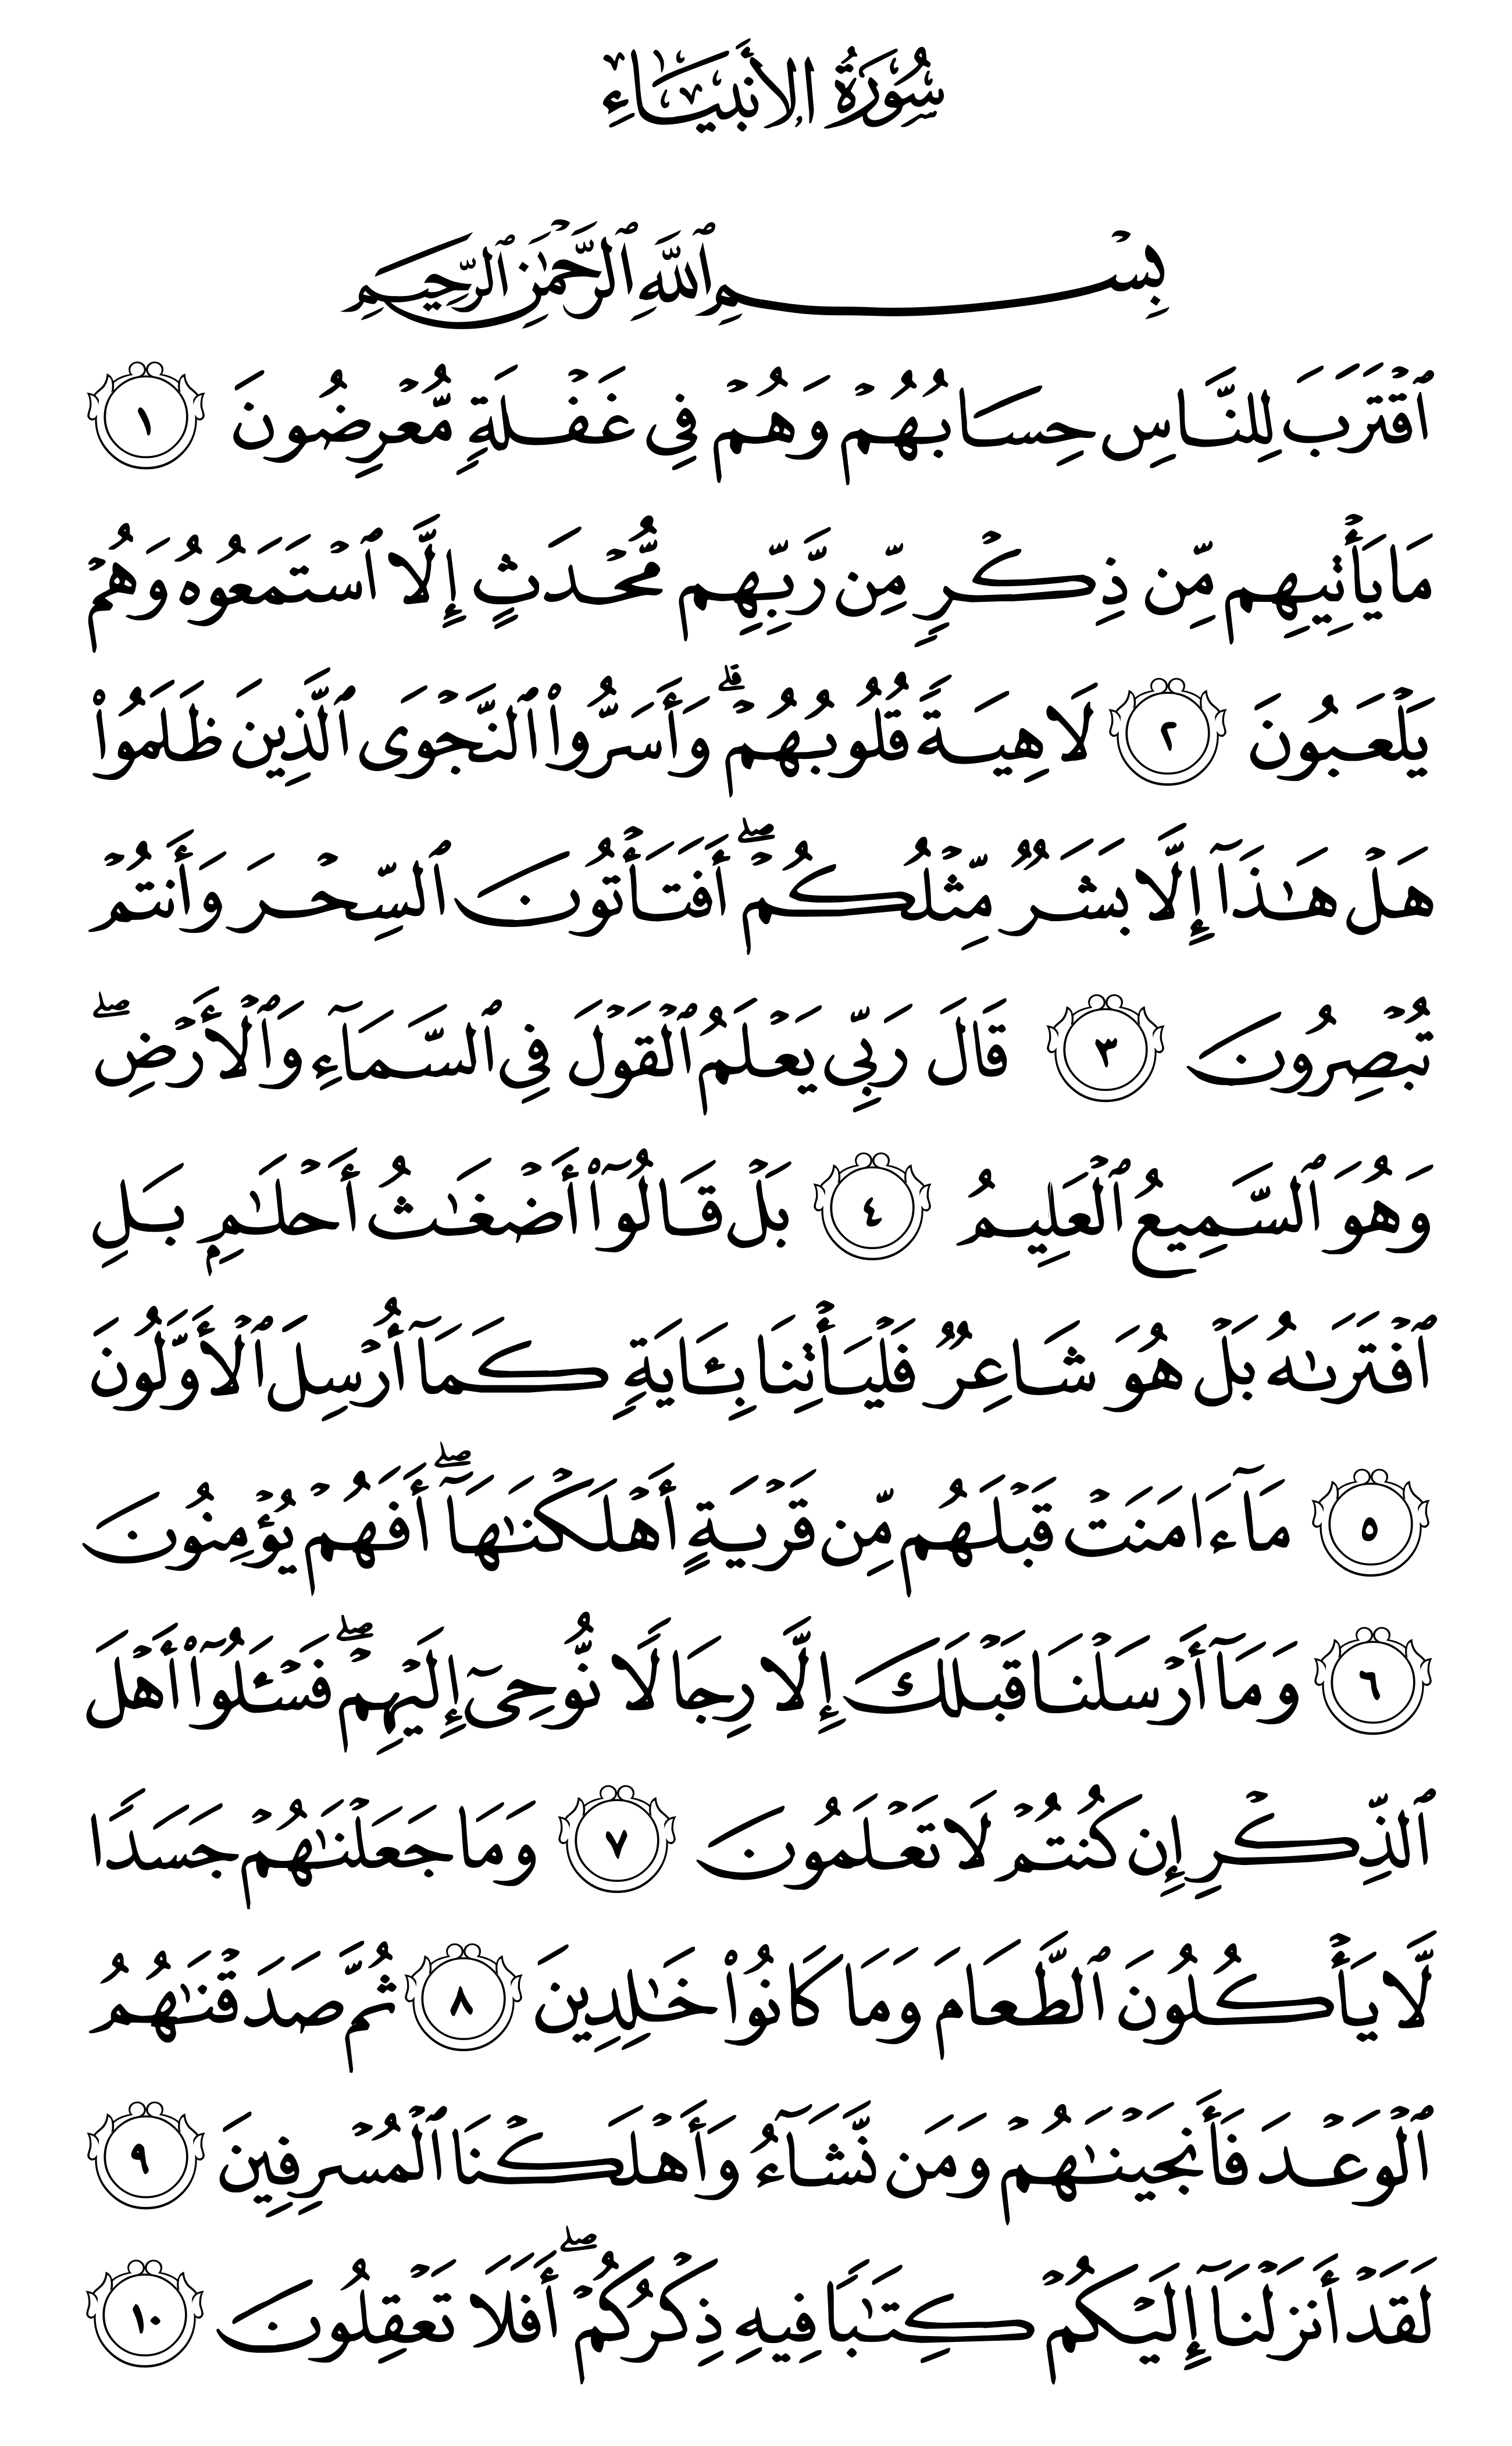 سُورَةُ الأَنبِيَاءِ
بِسْمِ ٱللَّهِ ٱلرَّحْمَٰنِ ٱلرَّحِيمِ
ٱقْتَرَبَ لِلنَّاسِ حِسَابُهُمْ وَهُمْ فِي غَفْلَةٍ مُّعْرِضُونَ ١
مَا يَأْتِيهِم مِّن ذِكْرٍ مِّن رَّبِّهِم مُّحْدَثٍ إِلَّا ٱسْتَمَعُوهُ وَهُمْ
يَلْعَبُونَ ٢ لَاهِيَةً قُلُوبُهُمْ ۗ وَأَسَرُّوا۟ ٱلنَّجْوَى ٱلَّذِينَ ظَلَمُوا۟
هَلْ هَـٰذَآ إِلَّا بَشَرٌ مِّثْلُكُمْ ۖ أَفَتَأْتُونَ ٱلسِّحْرَ وَأَنتُمْ
تُبْصِرُونَ ٣ قَالَ رَبِّي يَعْلَمُ ٱلْقَوْلَ فِي ٱلسَّمَآءِ وَٱلْأَرْضِ ۖ
وَهُوَ ٱلسَّمِيعُ ٱلْعَلِيمُ ٤ بَلْ قَالُوٓا۟ أَضْغَـٰثُ أَحْلَـٰمٍ بَلِ
ٱفْتَرَىٰهُ بَلْ هُوَ شَاعِرٌ فَلْيَأْتِنَا بِـَٔايَةٍ كَمَآ أُرْسِلَ ٱلْأَوَّلُونَ
٥ مَآ ءَامَنَتْ قَبْلَهُم مِّن قَرْيَةٍ أَهْلَكْنَـٰهَآ ۖ أَفَهُمْ يُؤْمِنُونَ
٦ وَمَآ أَرْسَلْنَا قَبْلَكَ إِلَّا رِجَالًا نُّوحِىٓ إِلَيْهِمْ ۖ فَسْـَٔلُوٓا۟ أَهْلَ
ٱلذِّكْرِ إِن كُنتُمْ لَا تَعْلَمُونَ ٧ وَمَا جَعَلْنَـٰهُمْ جَسَدًا
لَّا يَأْكُلُونَ ٱلطَّعَامَ وَمَا كَانُوا۟ خَـٰلِدِينَ ٨ ثُمَّ صَدَقْنَـٰهُمُ
ٱلْوَعْدَ فَأَنجَيْنَـٰهُمْ وَمَن نَّشَآءُ وَأَهْلَكْنَا ٱلْمُسْرِفِينَ ٩
لَقَدْ أَنزَلْنَآ إِلَيْكُمْ كِتَـٰبًا فِيهِ ذِكْرُكُمْ ۖ أَفَلَا تَعْقِلُونَ ١٠